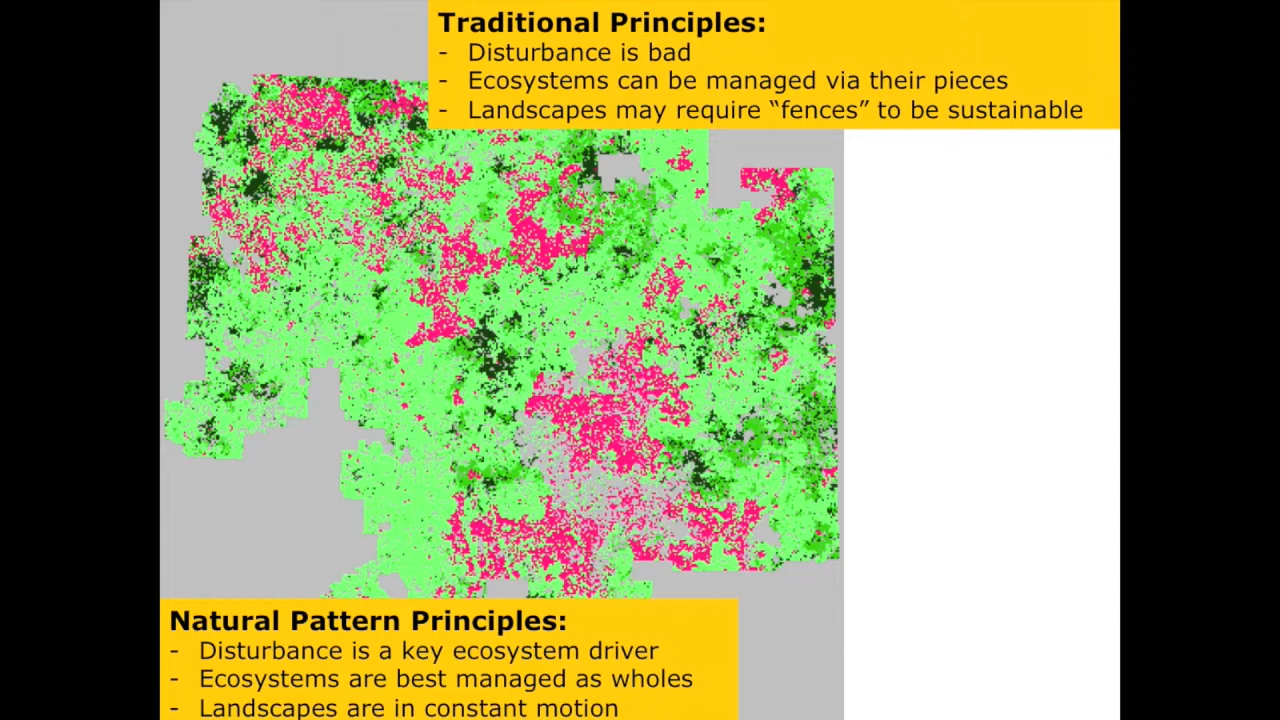 Traditional Principles:
- Disturbance is bad
- Ecosystems can be managed via their pieces
- Landscapes may require “fences” to be sustainable
Natural Pattern Principles:
- Disturbance is a key ecosystem driver
- Ecosystems are best managed as wholes
- Landscapes are in constant motion